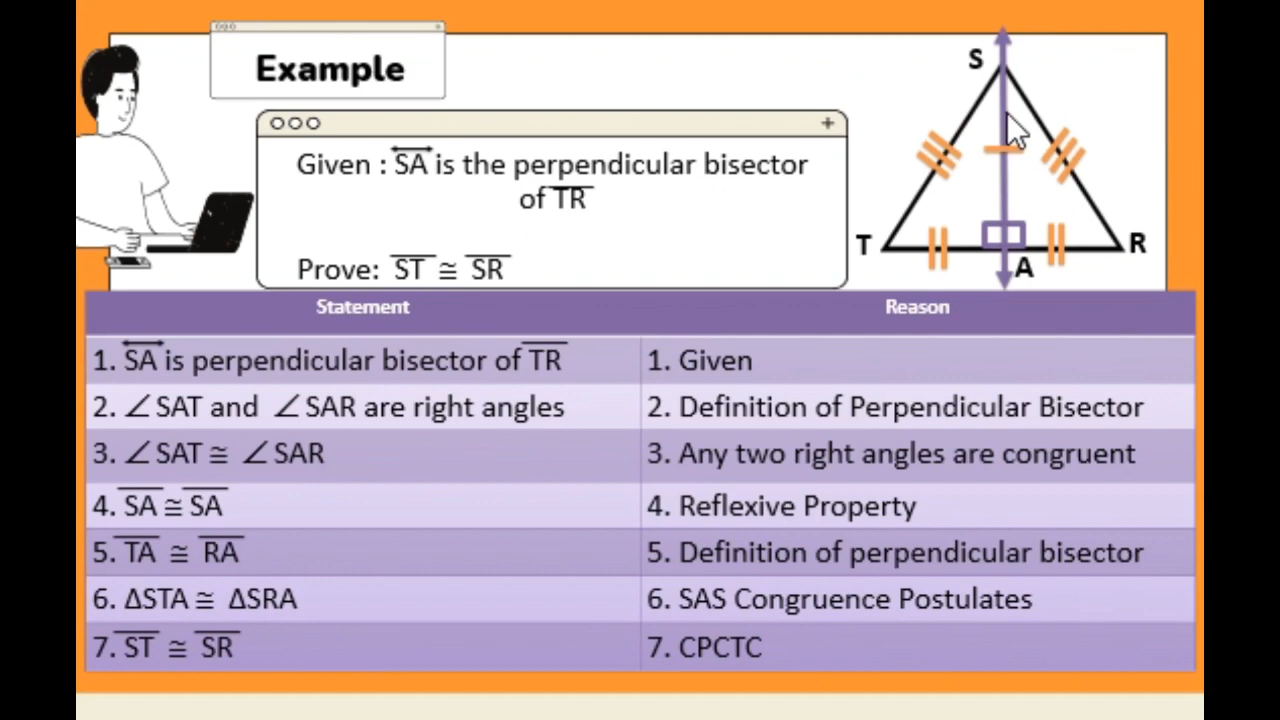 Example
Given : SA is the perpendicular bisector
of TR
Prove: ST ≅ SR
S
T
R
A
Statement
Reason
1. SA is perpendicular bisector of TR
1. Given
2. ∠SAT and ∠SAR are right angles
2. Definition of Perpendicular Bisector
3. ∠SAT ≅ ∠SAR
3. Any two right angles are congruent
4. SA ≅ SA
4. Reflexive Property
5. TA ≅ RA
5. Definition of perpendicular bisector
6. ΔSTA ≅ ΔSRA
6. SAS Congruence Postulates
7. ST ≅ SR
7. CPCTC